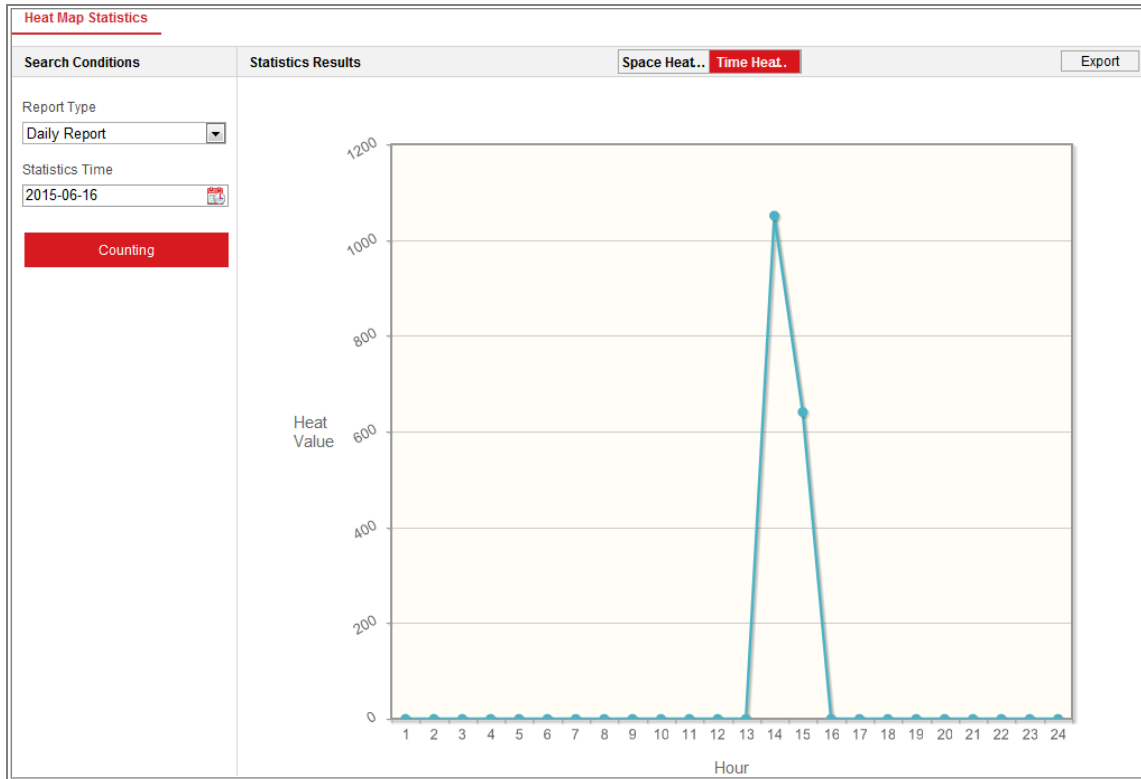 Heat Map Statistics
Search Conditions
Statistics Results
Space Heat...
Time Heat..
Export
Report Type
Daily Report
Statistics Time
2015-06-16
Counting
1200
1000
800
600
400
200
0
Heat
Value
1 2 3 4 5 6 7 8 9 10 11 12 13 14 15 16 17 18 19 20 21 22 23 24
Hour